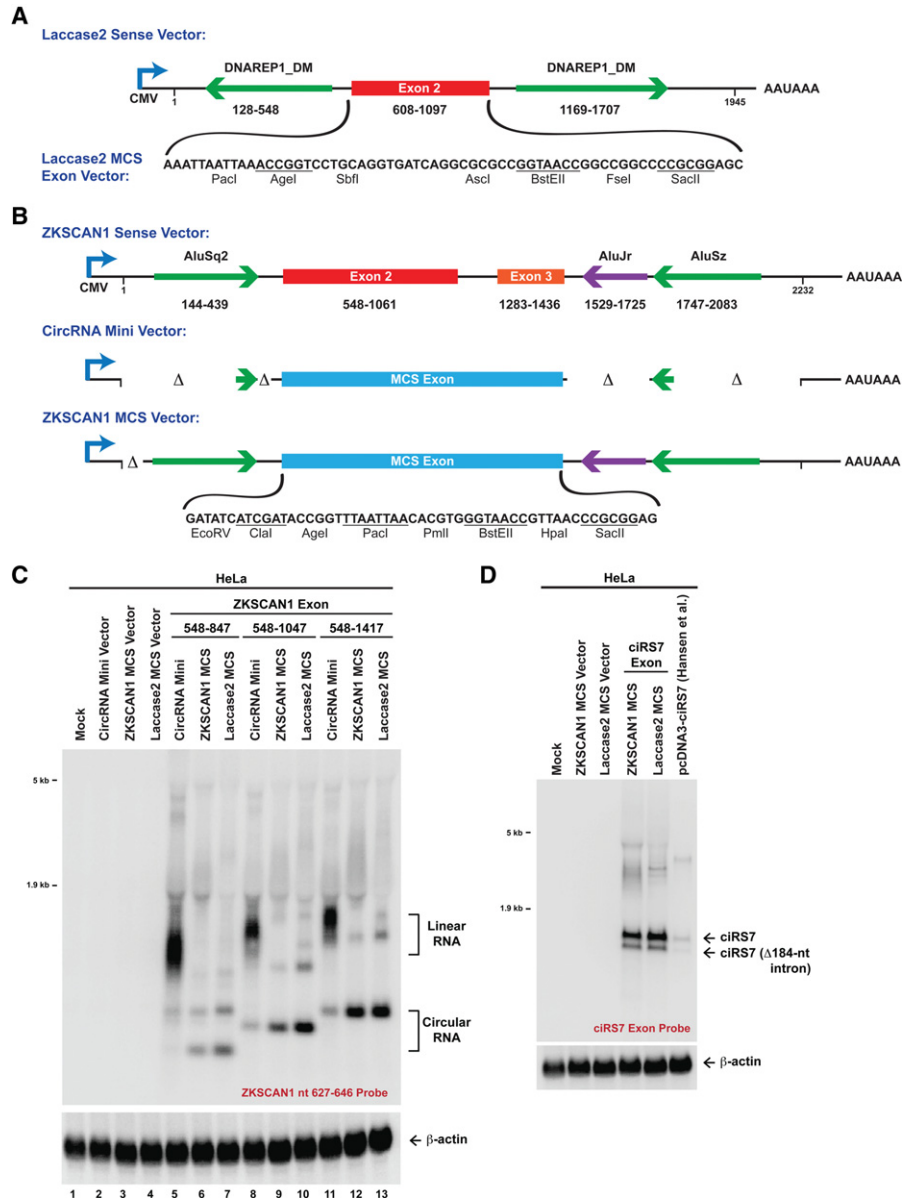 A
Laccase2 Sense Vector:
DNAREP1_DM
DNAREP1_DM
Exon 2
CMV
1
128-548
608-1097
1169-1707
1945
AAUAAA
Laccase2 MCS
Exon Vector:
AAATTAATTAAACCGGTCCTGCAGGTGATCAGGCGCGCCGGTAACCGGCCGGCCCCGCGGAGC
PacI
AgeI
SbfI
AscI
BstEII
FseI
SacII
B
ZKSCAN1 Sense Vector:
AluSq2
AluJr
AluSz
Exon 2
Exon 3
CMV
1
144-439
548-1061
1283-1436
1529-1725
1747-2083
2232
AAUAAA
CircRNA Mini Vector:
Δ
Δ
MCS Exon
Δ
Δ
AAUAAA
ZKSCAN1 MCS Vector:
Δ
MCS Exon
AAUAAA
GATATCATCGATACCGGTTTAATTAACACGTGGGTAACCGTTAACCCGCGGAG
EcoRV
ClaI
AgeI
PacI
PmlI
BstEII
HpaI
SacII
C
HeLa
ZKSCAN1 Exon
548-847
548-1047
548-1417
Mock
CircRNA Mini Vector
ZKSCAN1 MCS Vector
Laccase2 MCS Vector
CircRNA Mini
ZKSCAN1 MCS
Laccase2 MCS
CircRNA Mini
ZKSCAN1 MCS
Laccase2 MCS
CircRNA Mini
ZKSCAN1 MCS
Laccase2 MCS
5 kb
1.9 kb
Linear
RNA
Circular
RNA
ZKSCAN1 nt 627-646 Probe
← β-actin
1 2 3 4 5 6 7 8 9 10 11 12 13
D
HeLa
ciRS7
Exon
Mock
ZKSCAN1 MCS Vector
Laccase2 MCS Vector
ZKSCAN1 MCS
Laccase2 MCS
pcDNA3-ciRS7 (Hansen et al.)
5 kb
1.9 kb
← ciRS7
← ciRS7 (Δ184-nt
intron)
ciRS7 Exon Probe
← β-actin